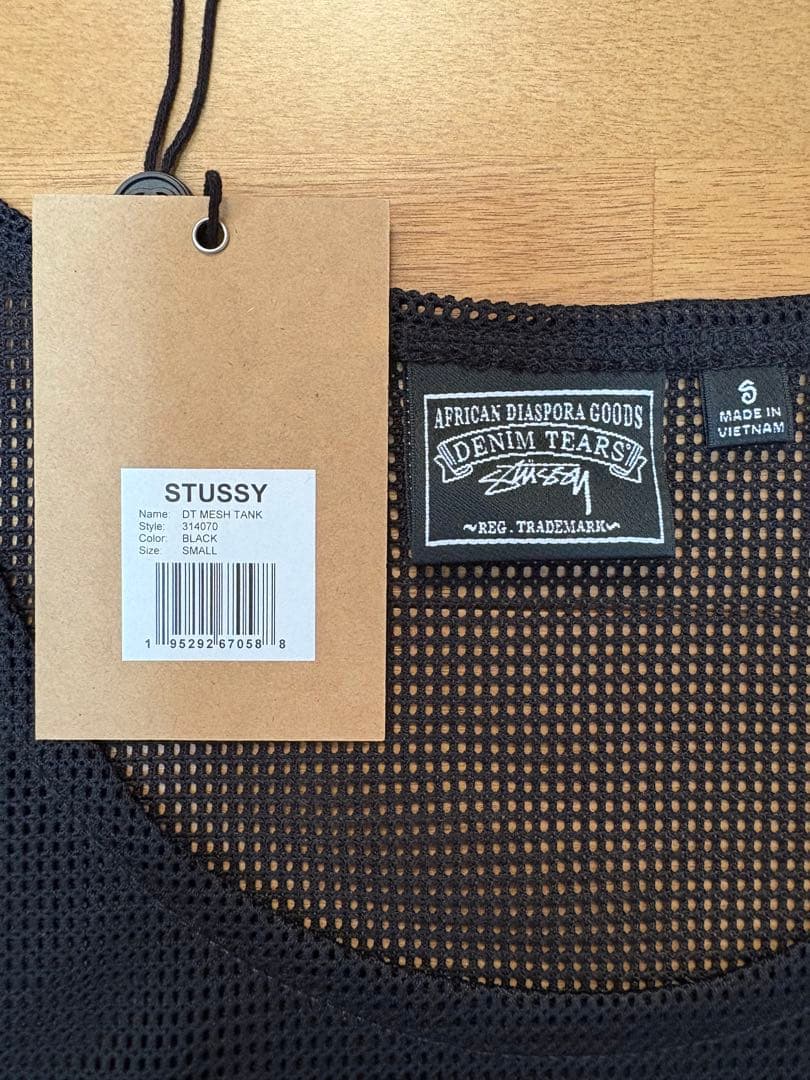 STUSSY
Name: DT MESH TANK
Style: 314070
Color: BLACK
Size: SMALL
1 95292 67058 8
AFRICAN DIASPORA GOODS
DENIM TEARS
Stüssy
~REG. TRADEMARK~
S
MADE IN
VIETNAM